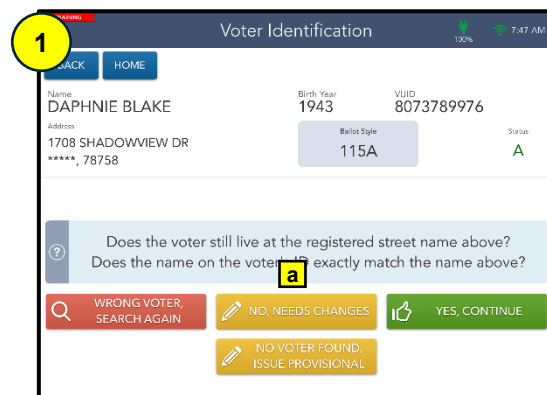 TRAINING
1
Voter Identification
100%
7:47 AM
BACK
HOME
Name
DAPHNIE BLAKE
Birth Year
1943
VUID
8073789976
Address
1708 SHADOWVIEW DR
*****, 78758
Ballot Style
115A
Status
A
?
Does the voter still live at the registered street name above?
Does the name on the voter's ID exactly match the name above?
a
WRONG VOTER,
SEARCH AGAIN
NO, NEEDS CHANGES
YES, CONTINUE
NO VOTER FOUND,
ISSUE PROVISIONAL